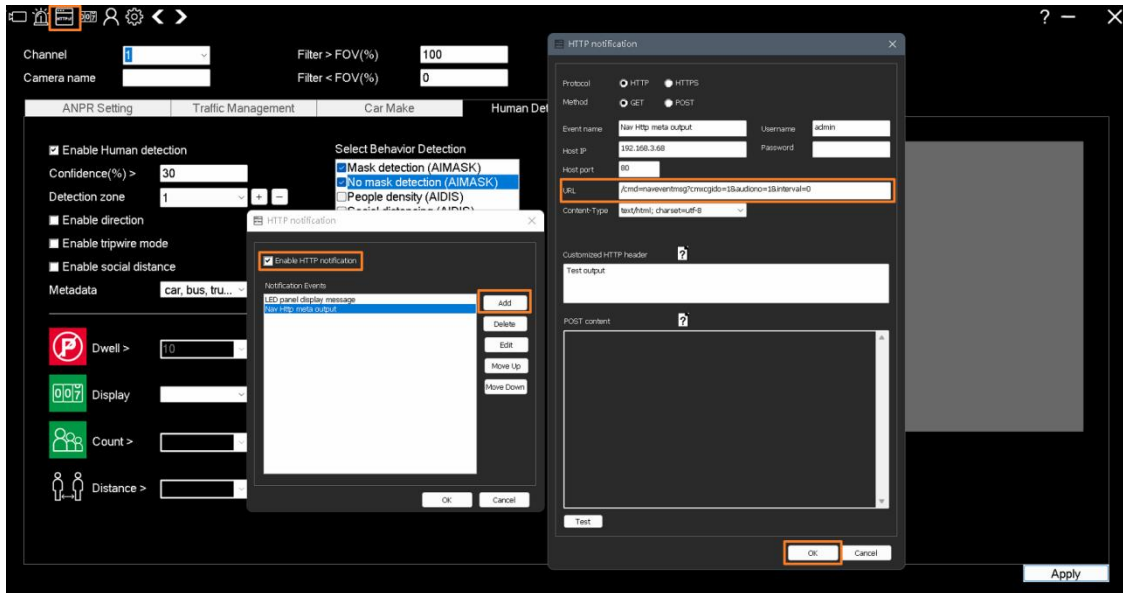 HTTP
007
? — X
Channel 1
Filter > FOV(%) 100
Camera name
Filter < FOV(%) 0
ANPR Setting
Traffic Management
Car Make
Human Det
Enable Human detection
Confidence(%) > 30
Detection zone 1 + −
Enable direction
Enable tripwire mode
Enable social distance
Metadata car, bus, tru...
Select Behavior Detection
Mask detection (AIMASK)
No mask detection (AIMASK)
People density (AIDIS)
Social distancing (AIDIS)
P Dwell > 10
007 Display
Count >
Distance >
HTTP notification
Enable HTTP notification
Notification Events
LED panel display message
Nav Http meta output
Add
Delete
Edit
Move Up
Move Down
OK Cancel
HTTP notification
Protocol HTTP HTTPS
Method GET POST
Event name Nav Http meta output Username admin
Host IP 192.168.3.68 Password
Host port 80
URL /cmd=naveventmsg?cmxcgido=1&audiono=1&interval=0
Content-Type text/html; charset=utf-8
Customized HTTP header ?
Test output
POST content ?
Test
OK Cancel
Apply